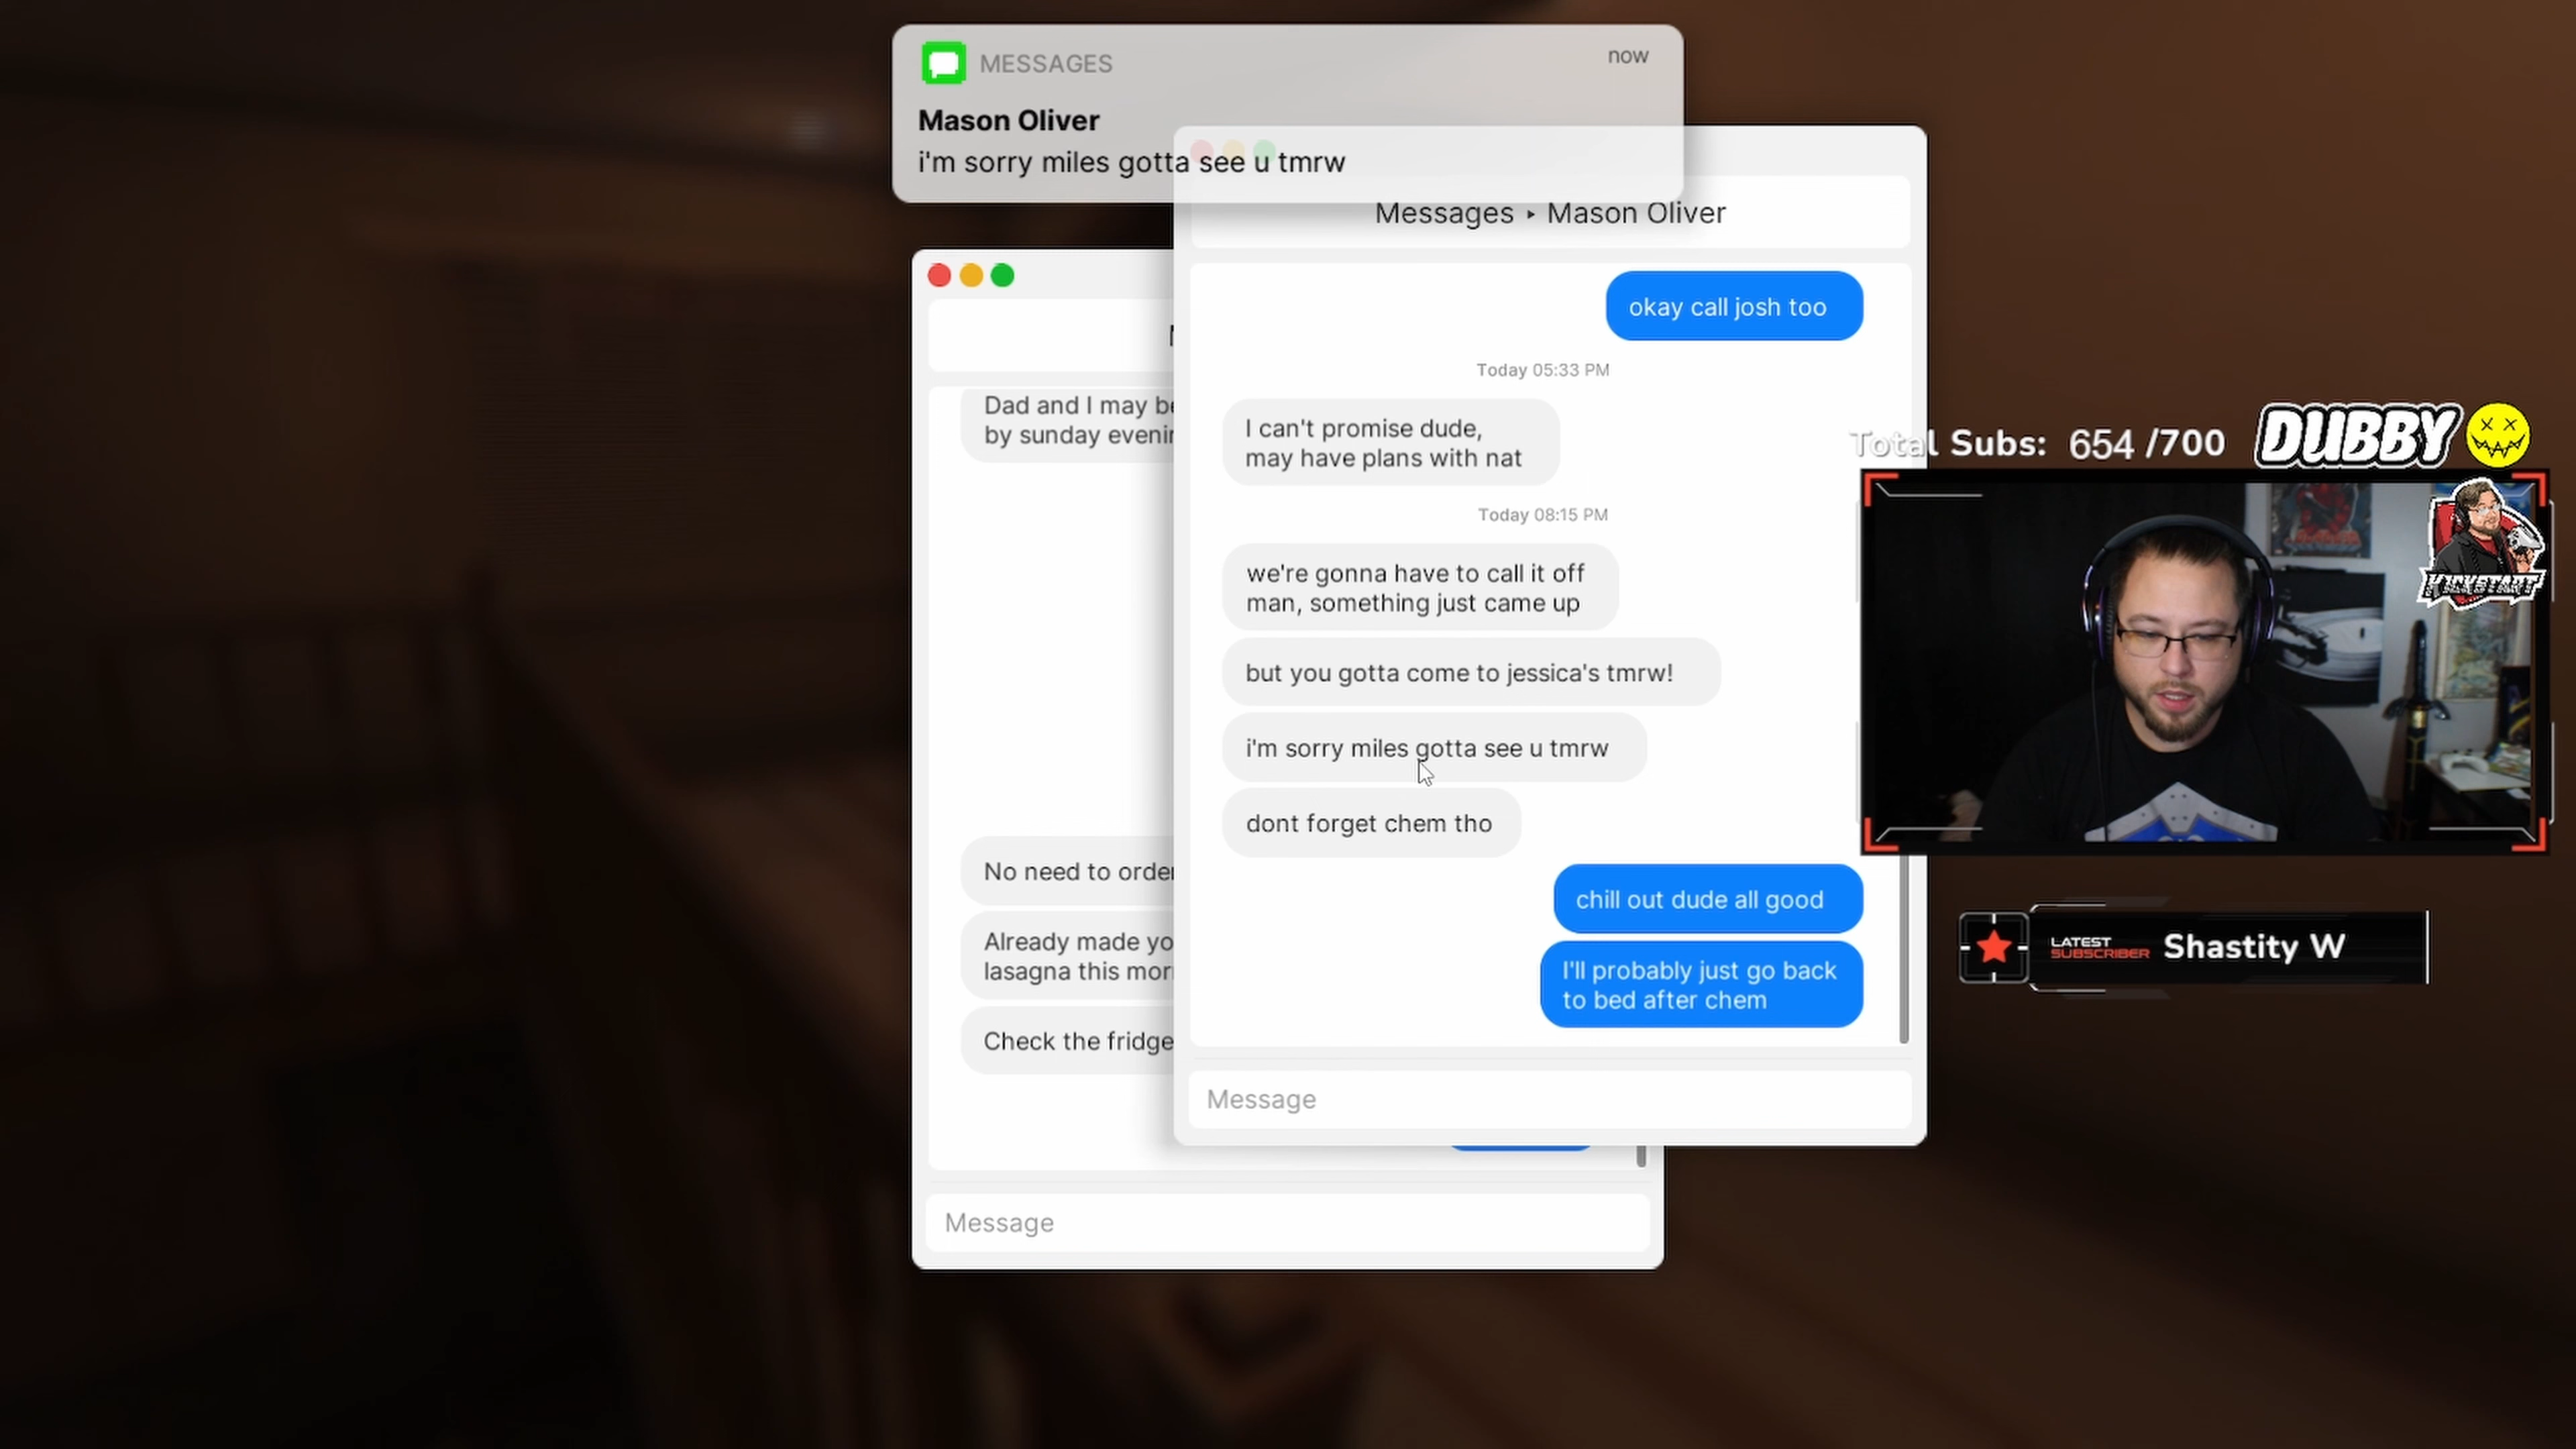 MESSAGES
now
Mason Oliver
i'm sorry miles gotta see u tmrw
Messages ▸ Mason Oliver
okay call josh too
Today 05:33 PM
I can't promise dude,
may have plans with nat
Today 08:15 PM
we're gonna have to call it off
man, something just came up
but you gotta come to jessica's tmrw!
i'm sorry miles gotta see u tmrw
dont forget chem tho
chill out dude all good
I'll probably just go back
to bed after chem
Message
Dad and I may
by sunday
No need to
Already made
lasagna this
Check the fridge
Message
Total Subs: 654 /700
DUBBY
KICKSTART
LATEST
SUBSCRIBER
Shastity W